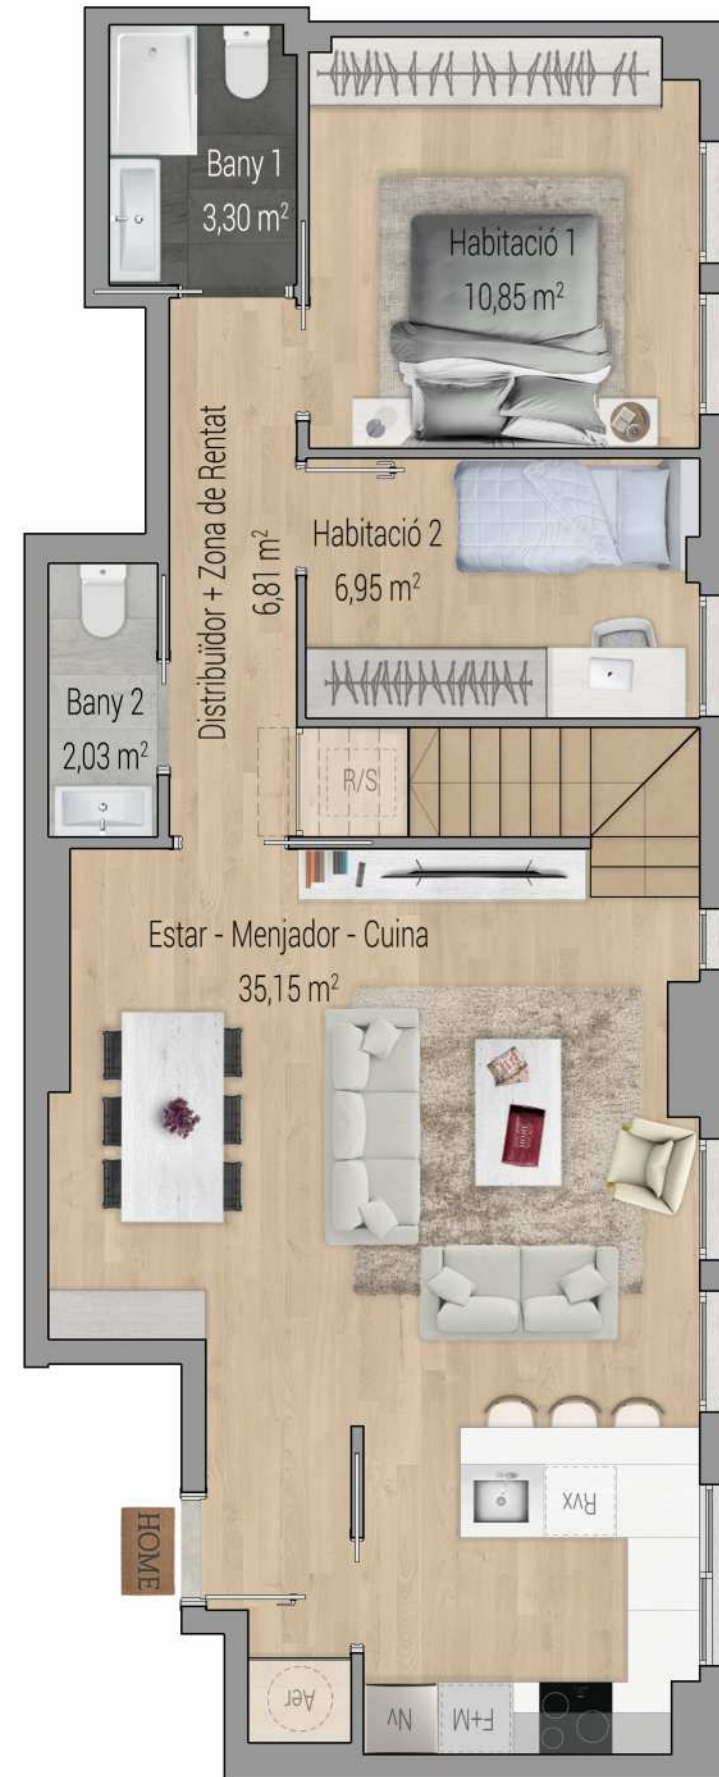 Bany 1
3,30 m²
Habitació 1
10,85 m²
Distribuïdor + Zona de Rentat
6,81 m²
Habitació 2
6,95 m²
Bany 2
2,03 m²
R/S
Estar - Menjador - Cuina
35,15 m²
Rvx
HOME
Aer
Nv
F+M